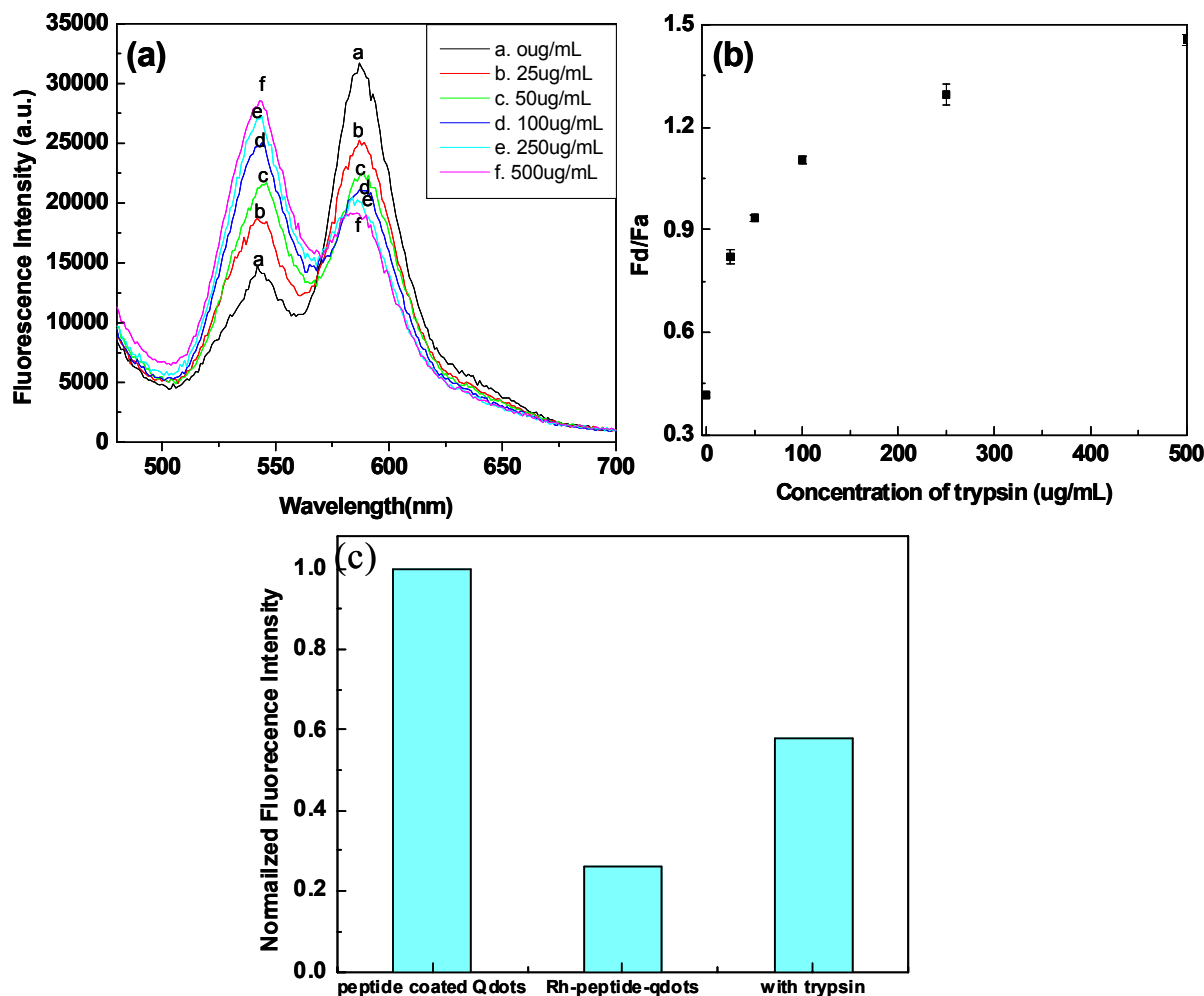 (a)
35000
30000
25000
20000
15000
10000
5000
0
Fluorescence Intensity (a.u.)
500 550 600 650 700
Wavelength(nm)
a. oug/mL
b. 25ug/mL
c. 50ug/mL
d. 100ug/mL
e. 250ug/mL
f. 500ug/mL
f
e
d
c
b
a
a
b
c
d
e
f
(b)
1.5
1.2
0.9
0.6
0.3
Fd/Fa
0 100 200 300 400 500
Concentration of trypsin (ug/mL)
(c)
1.0
0.8
0.6
0.4
0.2
0.0
Normailzed Fluorecence Intensity
peptide coated Qdots Rh-peptide-qdots with trypsin